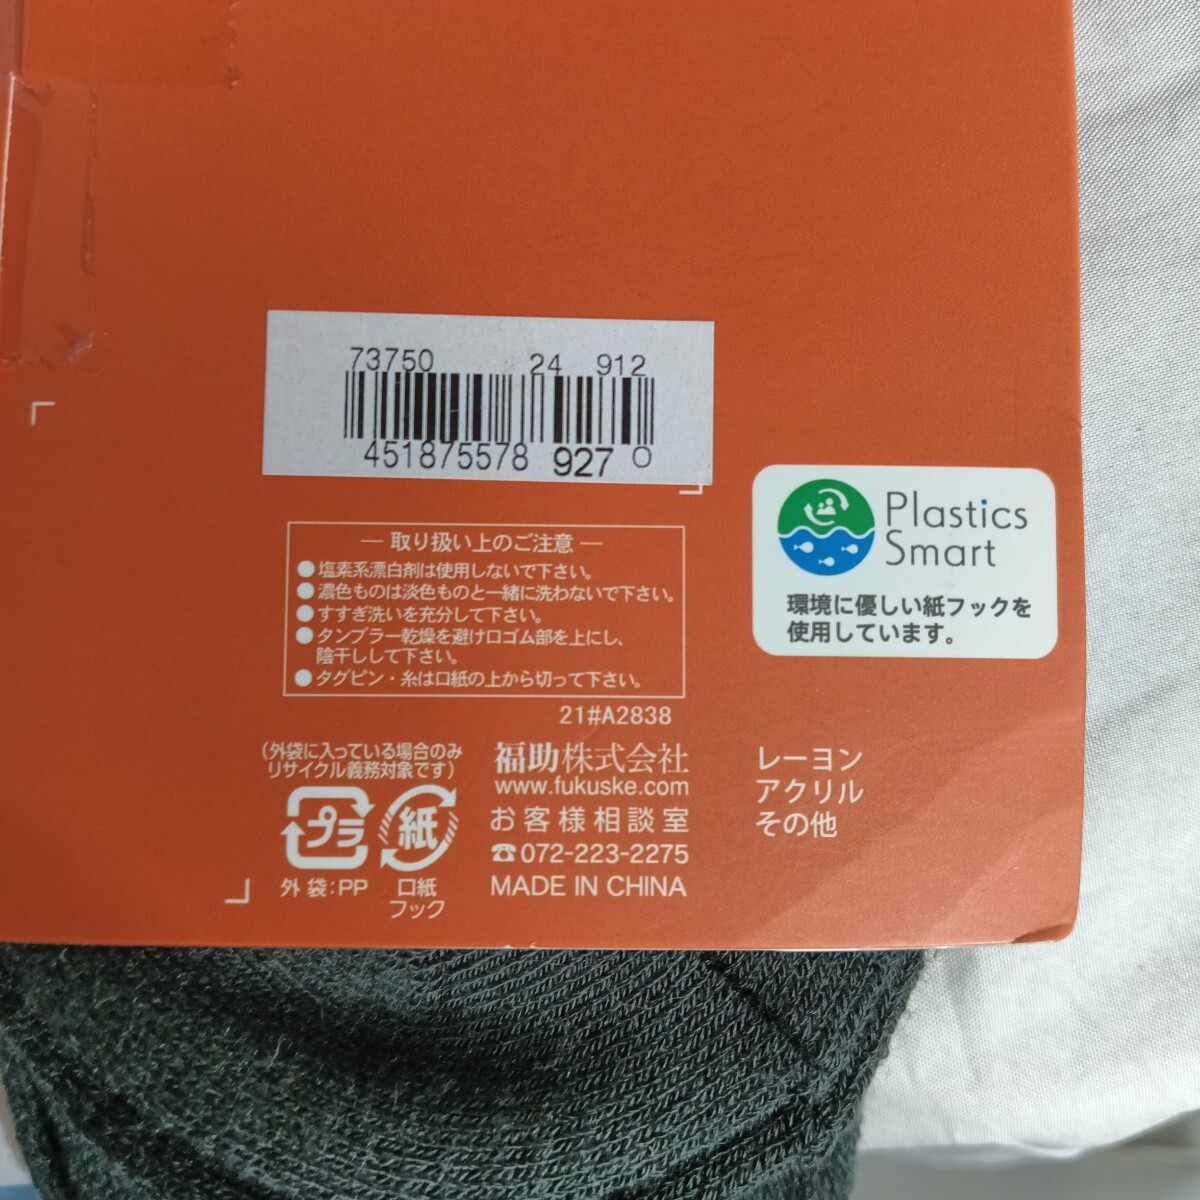 73750 24 912
451875578 927 0
― 取り扱い上のご注意 ―
●塩素系漂白剤は使用しないで下さい。
●濃色ものは淡色ものと一緒に洗わないで下さい。
●すすぎ洗いを充分して下さい。
●タンブラー乾燥を避け口ゴム部を上にし、
陰干しして下さい。
●タグピン・糸は口紙の上から切って下さい。
21#A2838
Plastics
Smart
環境に優しい紙フックを
使用しています。
(外袋に入っている場合のみ
リサイクル義務対象です)
プラ
紙
外袋:PP
口紙
フック
福助株式会社
www.fukuske.com
お客様相談室
☎072-223-2275
MADE IN CHINA
レーヨン
アクリル
その他